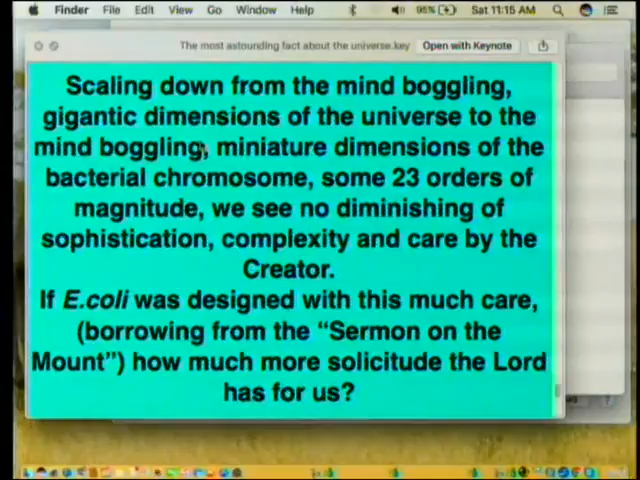 Finder File Edit View Go Window Help 95% Sat 11:15 AM
The most astounding fact about the universe.key Open with Keynote
Scaling down from the mind boggling,
gigantic dimensions of the universe to the
mind boggling, miniature dimensions of the
bacterial chromosome, some 23 orders of
magnitude, we see no diminishing of
sophistication, complexity and care by the
Creator.
If E.coli was designed with this much care,
(borrowing from the “Sermon on the
Mount”) how much more solicitude the Lord
has for us?